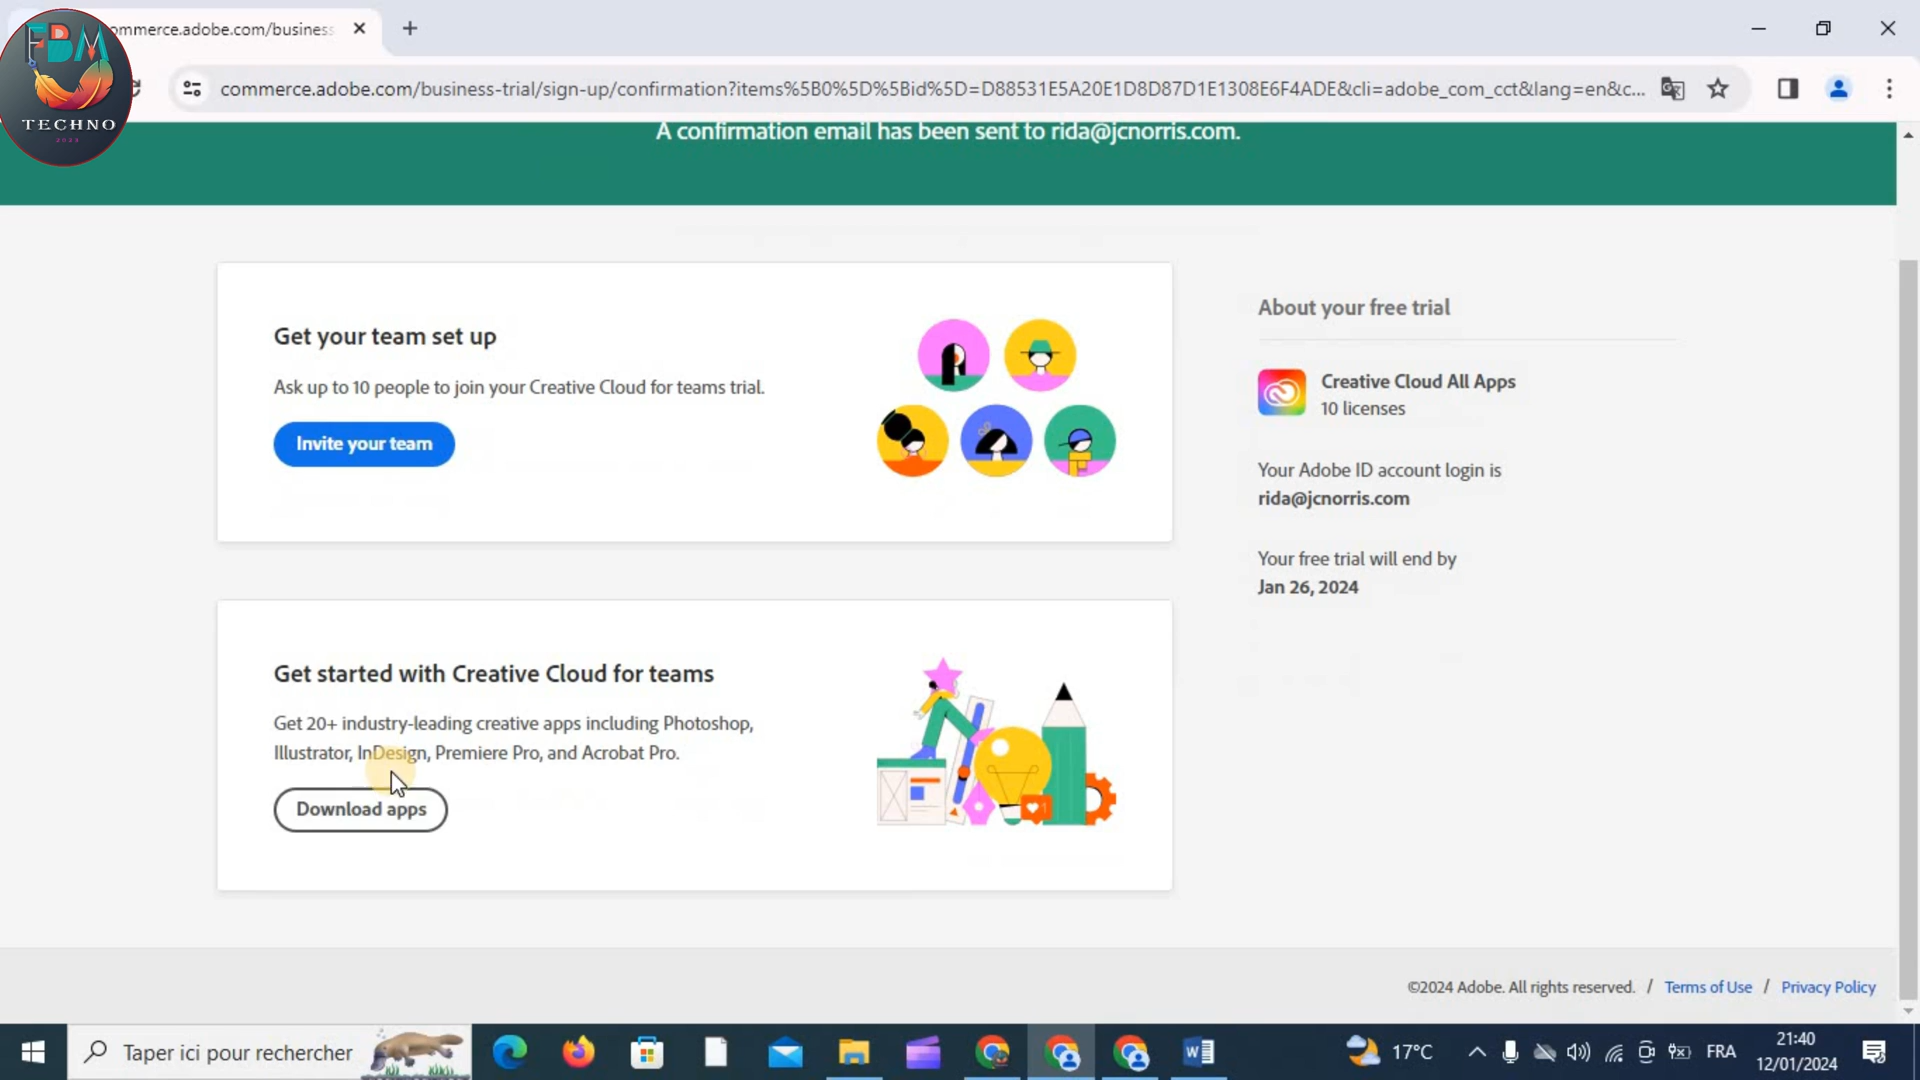 FBM
TECHNO
2023
ommerce.adobe.com/busines
commerce.adobe.com/business-trial/sign-up/confirmation?items%5B0%5D%5Bid%5D=D88531E5A20E1D8D87D1E1308E6F4ADE&cli=adobe_com_cct&lang=en&c...
A confirmation email has been sent to rida@jcnorris.com.
Get your team set up
Ask up to 10 people to join your Creative Cloud for teams trial.
Invite your team
About your free trial
Creative Cloud All Apps
10 licenses
Your Adobe ID account login is
rida@jcnorris.com
Your free trial will end by
Jan 26, 2024
Get started with Creative Cloud for teams
Get 20+ industry-leading creative apps including Photoshop,
Illustrator, InDesign, Premiere Pro, and Acrobat Pro.
Download apps
©2024 Adobe. All rights reserved. / Terms of Use / Privacy Policy
Taper ici pour rechercher
17°C
FRA
21:40
12/01/2024